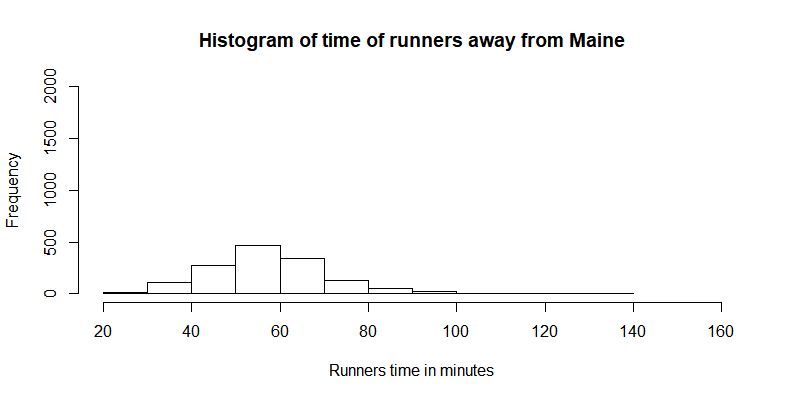 Histogram of time of runners away from Maine
Frequency
2000
1500
1000
500
0
20 40 60 80 100 120 140 160
Runners time in minutes